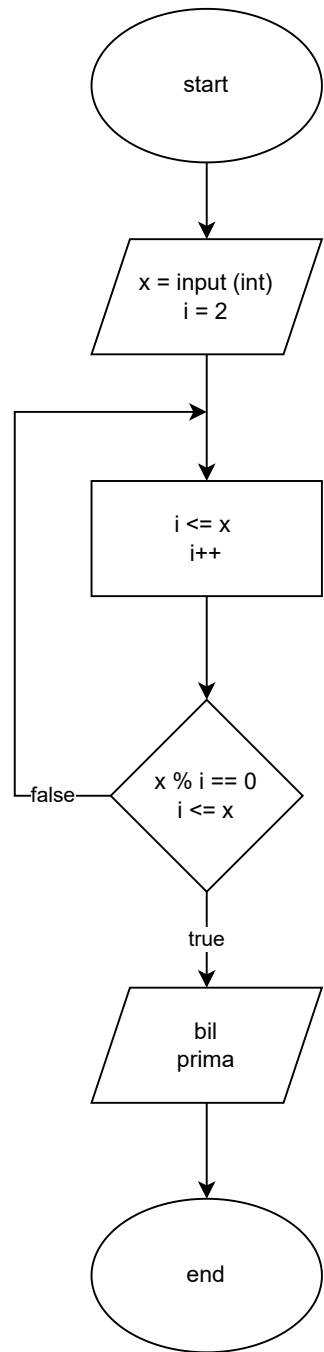 start
x = input (int)
i = 2
i <= x
i++
x % i == 0
i <= x
false
true
bil
prima
end